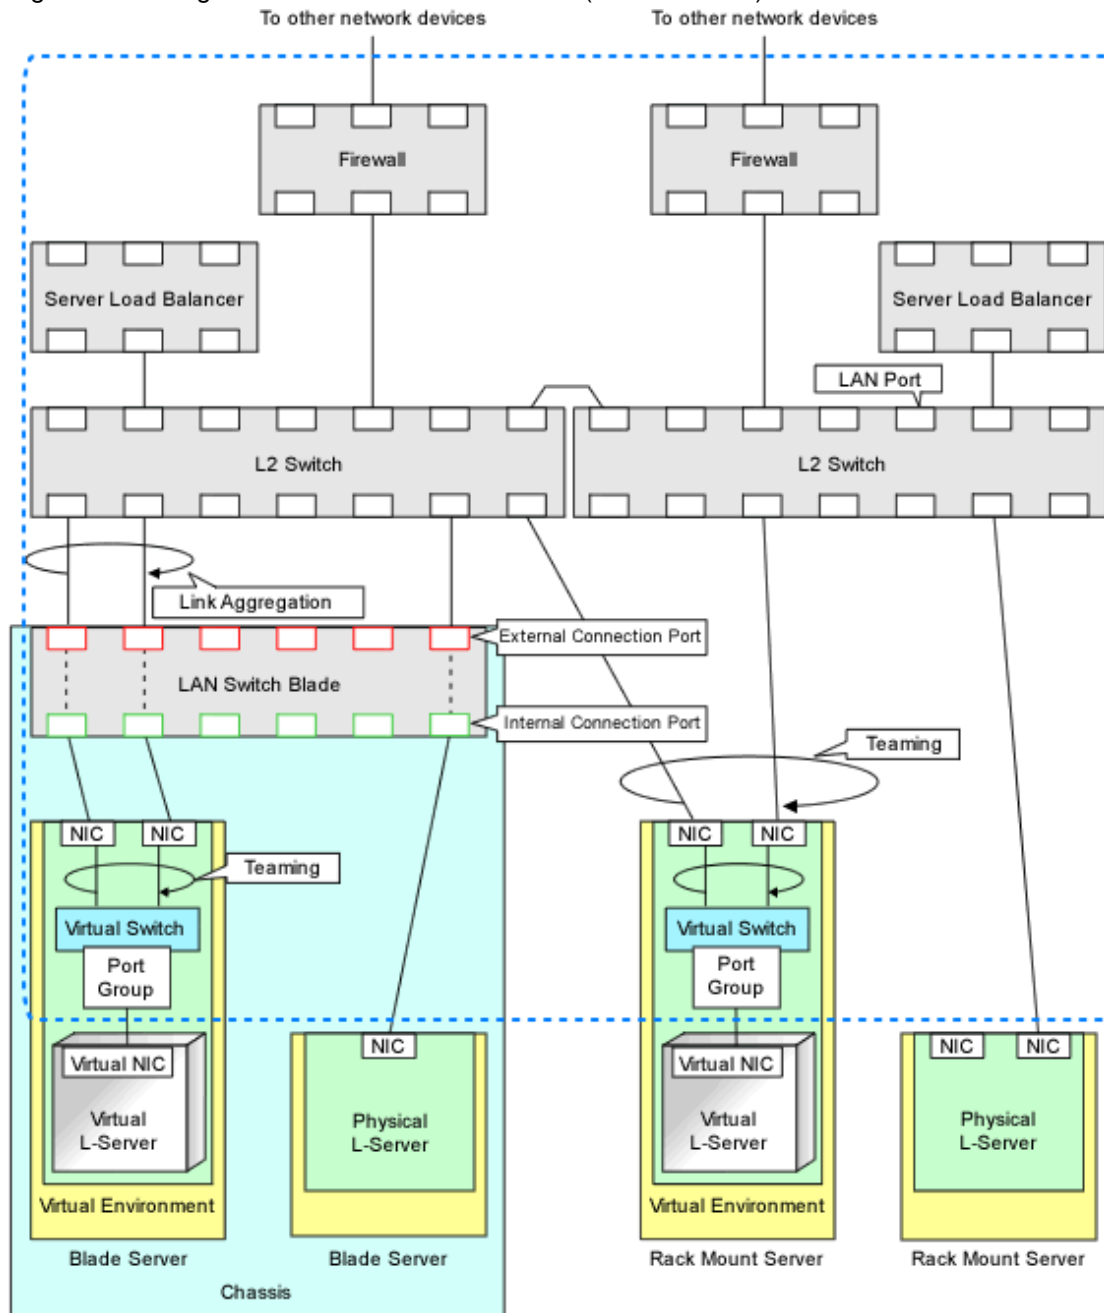 To other network devices
To other network devices
Firewall
Firewall
Server Load Balancer
Server Load Balancer
LAN Port
L2 Switch
L2 Switch
Link Aggregation
External Connection Port
LAN Switch Blade
Internal Connection Port
Teaming
NIC
NIC
NIC
NIC
Teaming
Virtual Switch
Virtual Switch
Port
Group
Port
Group
NIC
NIC
NIC
Virtual NIC
Virtual NIC
Virtual
L-Server
Physical
L-Server
Virtual
L-Server
Physical
L-Server
Virtual Environment
Virtual Environment
Blade Server
Blade Server
Rack Mount Server
Rack Mount Server
Chassis